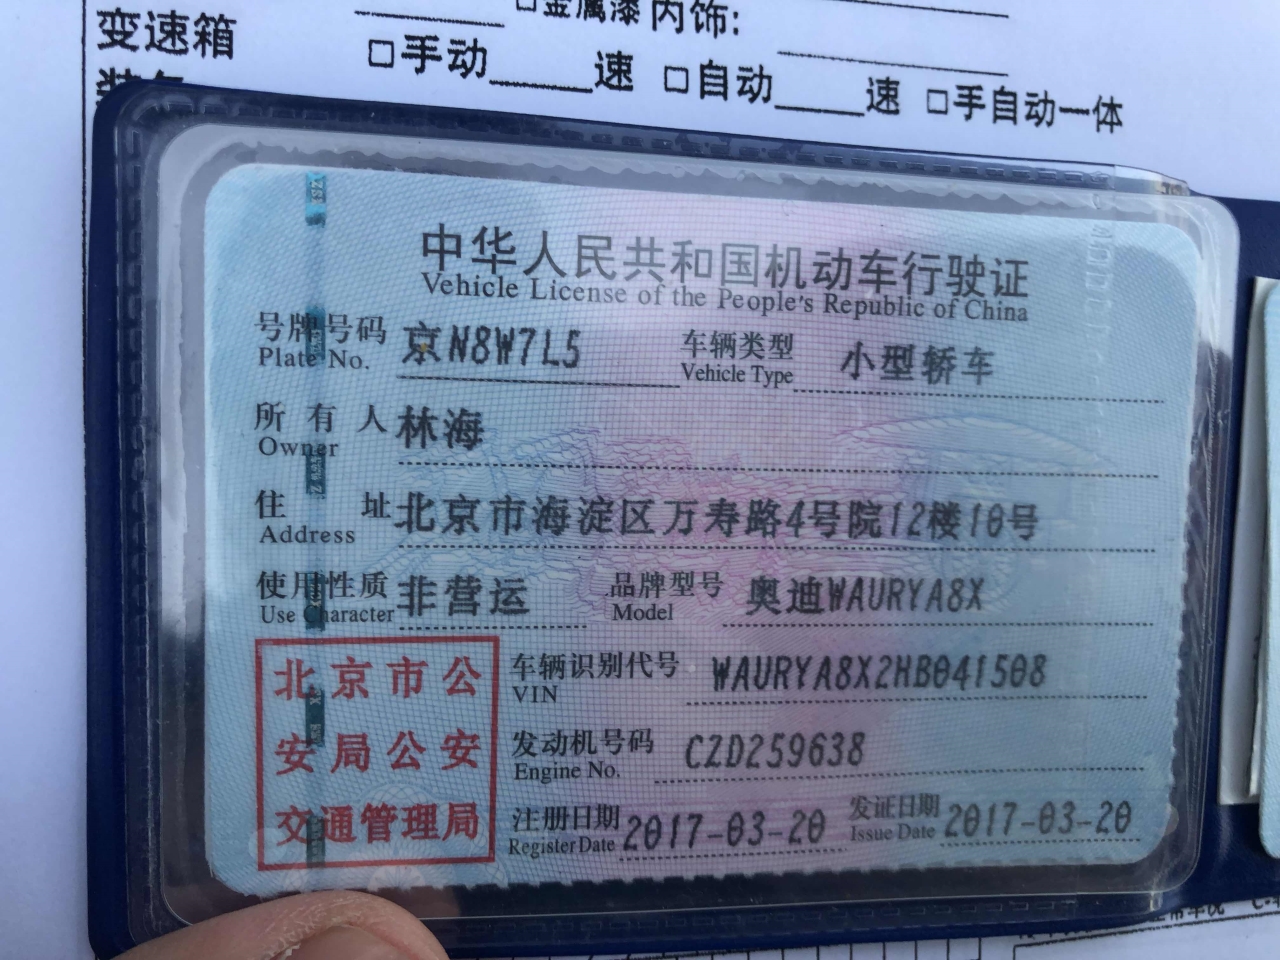 □金属漆 内饰:
变速箱 □手动____速 □自动____速 □手自动一体
中华人民共和国机动车行驶证
Vehicle License of the People's Republic of China
号牌号码 京N8W7L5 车辆类型 小型轿车
Plate No. Vehicle Type
所有人 林海
Owner
住址 北京市海淀区万寿路4号院12楼10号
Address
使用性质 非营运 品牌型号 奥迪WAURYA8X
Use Character Model
北京市公
安局公安
交通管理局
车辆识别代号 WAURYA8X2HB041508
VIN
发动机号码 CZD259638
Engine No.
注册日期 2017-03-20 发证日期 2017-03-20
Register Date Issue Date